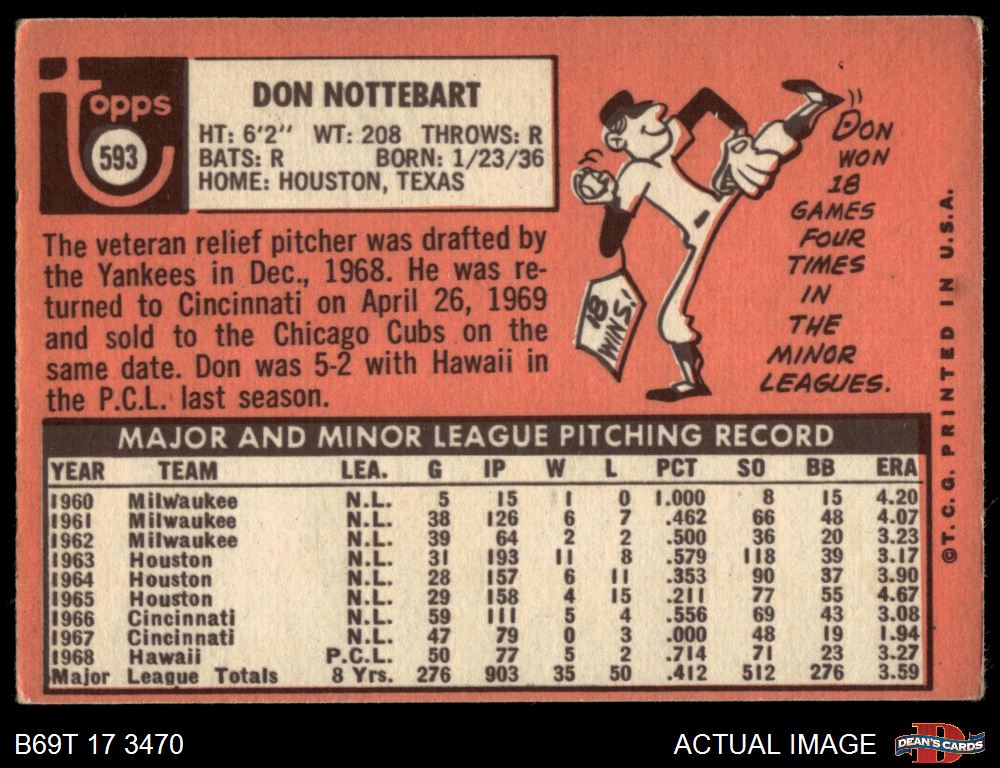 Topps
593
DON NOTTEBART
HT: 6'2" WT: 208 THROWS: R
BATS: R BORN: 1/23/36
HOME: HOUSTON, TEXAS
The veteran relief pitcher was drafted by
the Yankees in Dec., 1968. He was re-
turned to Cincinnati on April 26, 1969
and sold to the Chicago Cubs on the
same date. Don was 5-2 with Hawaii in
the P.C.L. last season.
18
WINS!
DON
WON
18
GAMES
FOUR
TIMES
IN
THE
MINOR
LEAGUES.
MAJOR AND MINOR LEAGUE PITCHING RECORD
YEAR TEAM LEA. G IP W L PCT SO BB ERA
1960 Milwaukee N.L. 5 15 1 0 1.000 8 15 4.20
1961 Milwaukee N.L. 38 126 6 7 .462 66 48 4.07
1962 Milwaukee N.L. 39 64 2 2 .500 36 20 3.23
1963 Houston N.L. 31 193 11 8 .579 118 39 3.17
1964 Houston N.L. 28 157 6 11 .353 90 37 3.90
1965 Houston N.L. 29 158 4 15 .211 77 55 4.67
1966 Cincinnati N.L. 59 111 5 4 .556 69 43 3.08
1967 Cincinnati N.L. 47 79 0 3 .000 48 19 1.94
1968 Hawaii P.C.L. 50 77 5 2 .714 71 23 3.27
Major League Totals 8 Yrs. 276 903 35 50 .412 512 276 3.59
©T.C.G. PRINTED IN U.S.A.
B69T 17 3470
ACTUAL IMAGE
D
DEAN'S CARDS